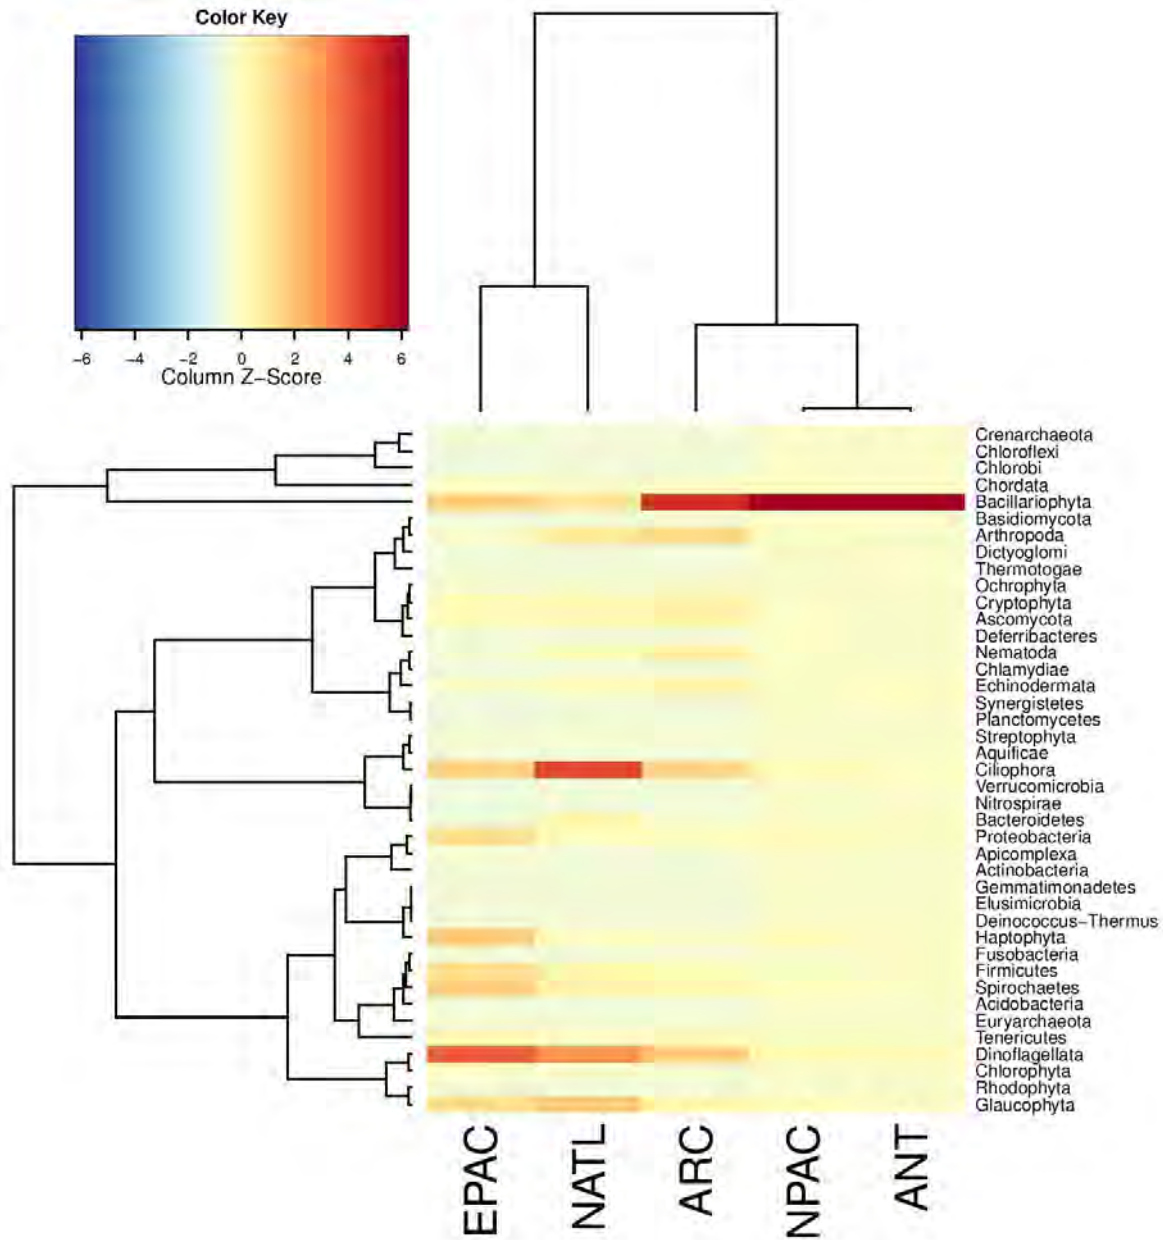 Color Key
−6 −4 −2 0 2 4 6
Column Z−Score
Crenarchaeota
Chloroflexi
Chlorobi
Chordata
Bacillariophyta
Basidiomycota
Arthropoda
Dictyoglomi
Thermotogae
Ochrophyta
Cryptophyta
Ascomycota
Deferribacteres
Nematoda
Chlamydiae
Echinodermata
Synergistetes
Planctomycetes
Streptophyta
Aquificae
Ciliophora
Verrucomicrobia
Nitrospirae
Bacteroidetes
Proteobacteria
Apicomplexa
Actinobacteria
Gemmatimonadetes
Elusimicrobia
Deinococcus−Thermus
Haptophyta
Fusobacteria
Firmicutes
Spirochaetes
Acidobacteria
Euryarchaeota
Tenericutes
Dinoflagellata
Chlorophyta
Rhodophyta
Glaucophyta
EPAC
NATL
ARC
NPAC
ANT